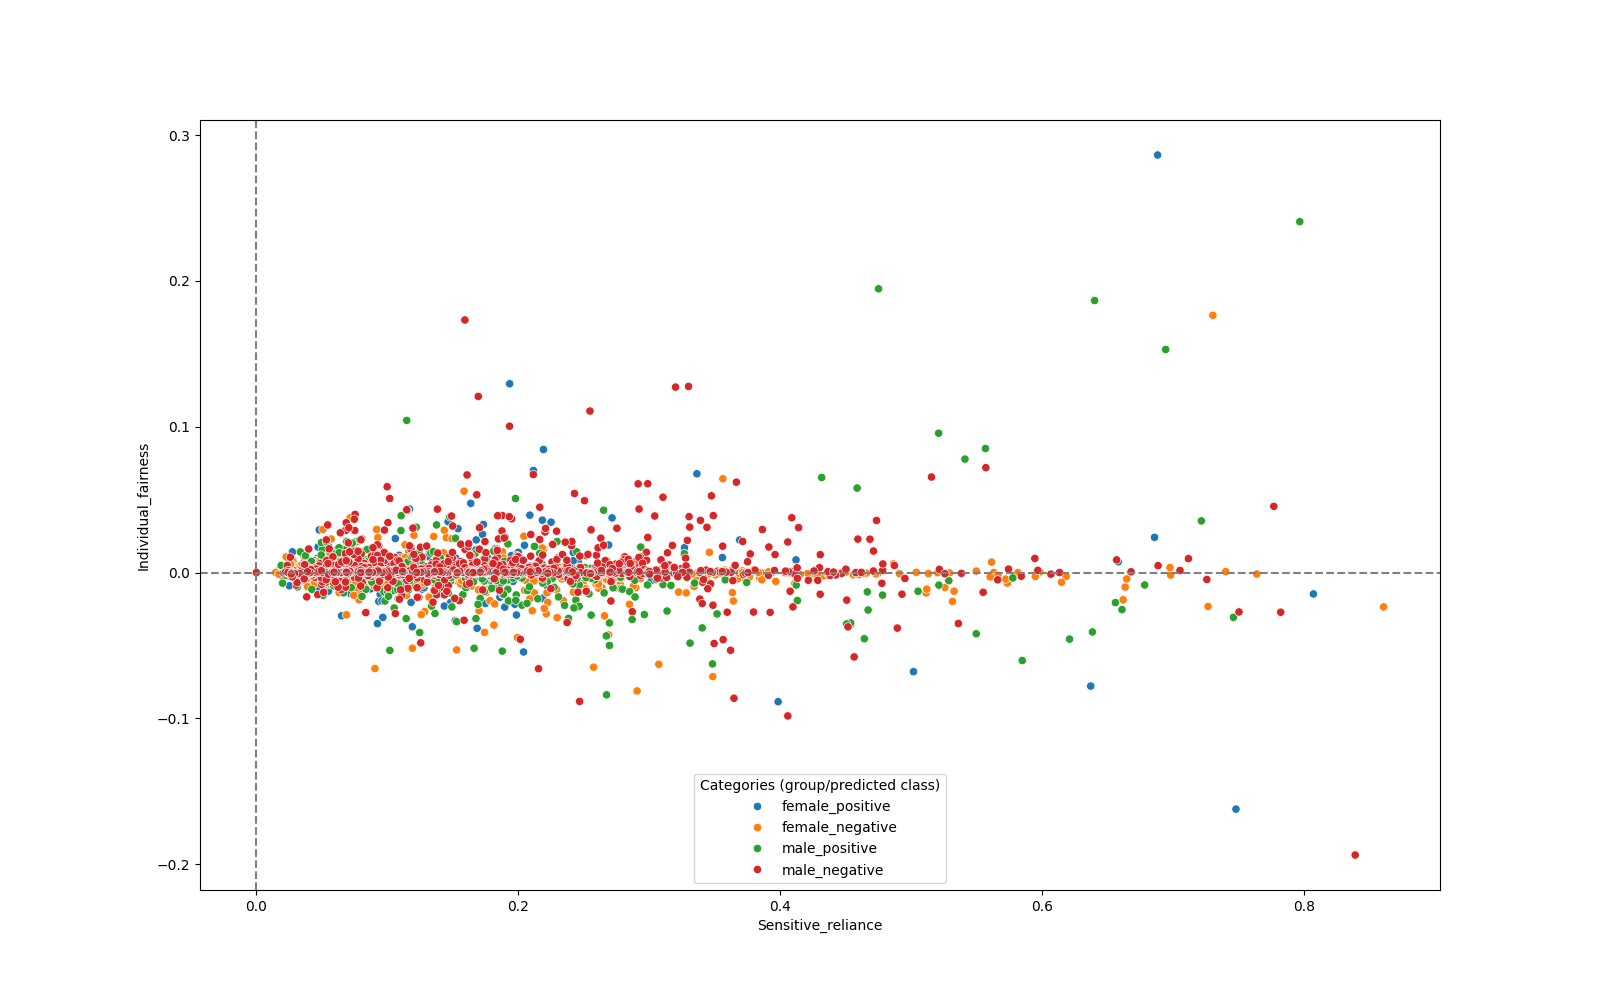 0.3
0.2
0.1
0.0
−0.1
−0.2
Individual_fairness
0.0
0.2
0.4
0.6
0.8
Sensitive_reliance
Categories (group/predicted class)
female_positive
female_negative
male_positive
male_negative